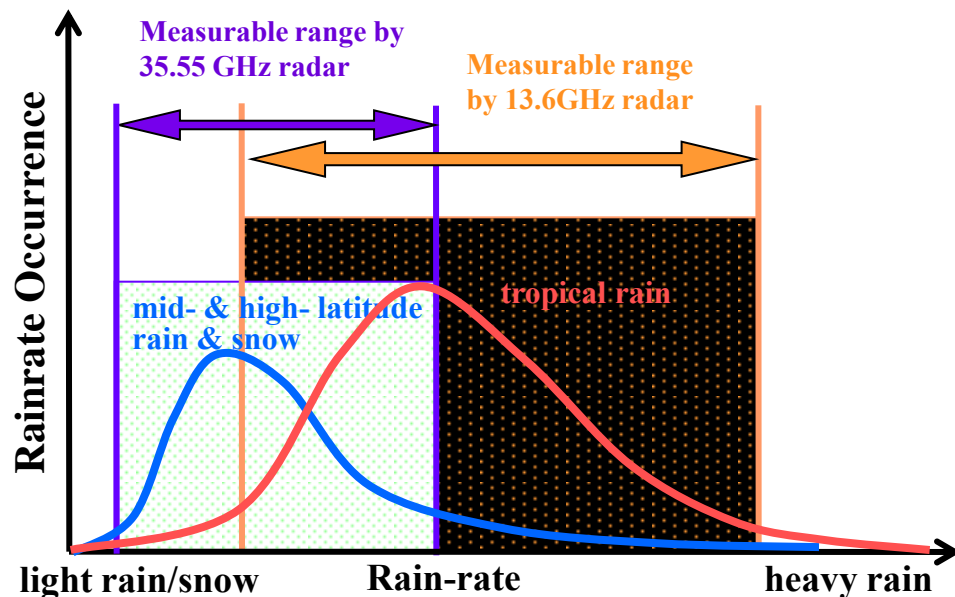 Measurable range by
35.55 GHz radar
Measurable range
by 13.6GHz radar
Rainrate Occurrence
mid- & high- latitude
rain & snow
tropical rain
light rain/snow
Rain-rate
heavy rain